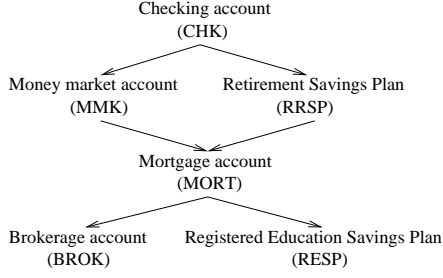 Checking account
(CHK)
Money market account
(MMK)
Retirement Savings Plan
(RRSP)
Mortgage account
(MORT)
Brokerage account
(BROK)
Registered Education Savings Plan
(RESP)